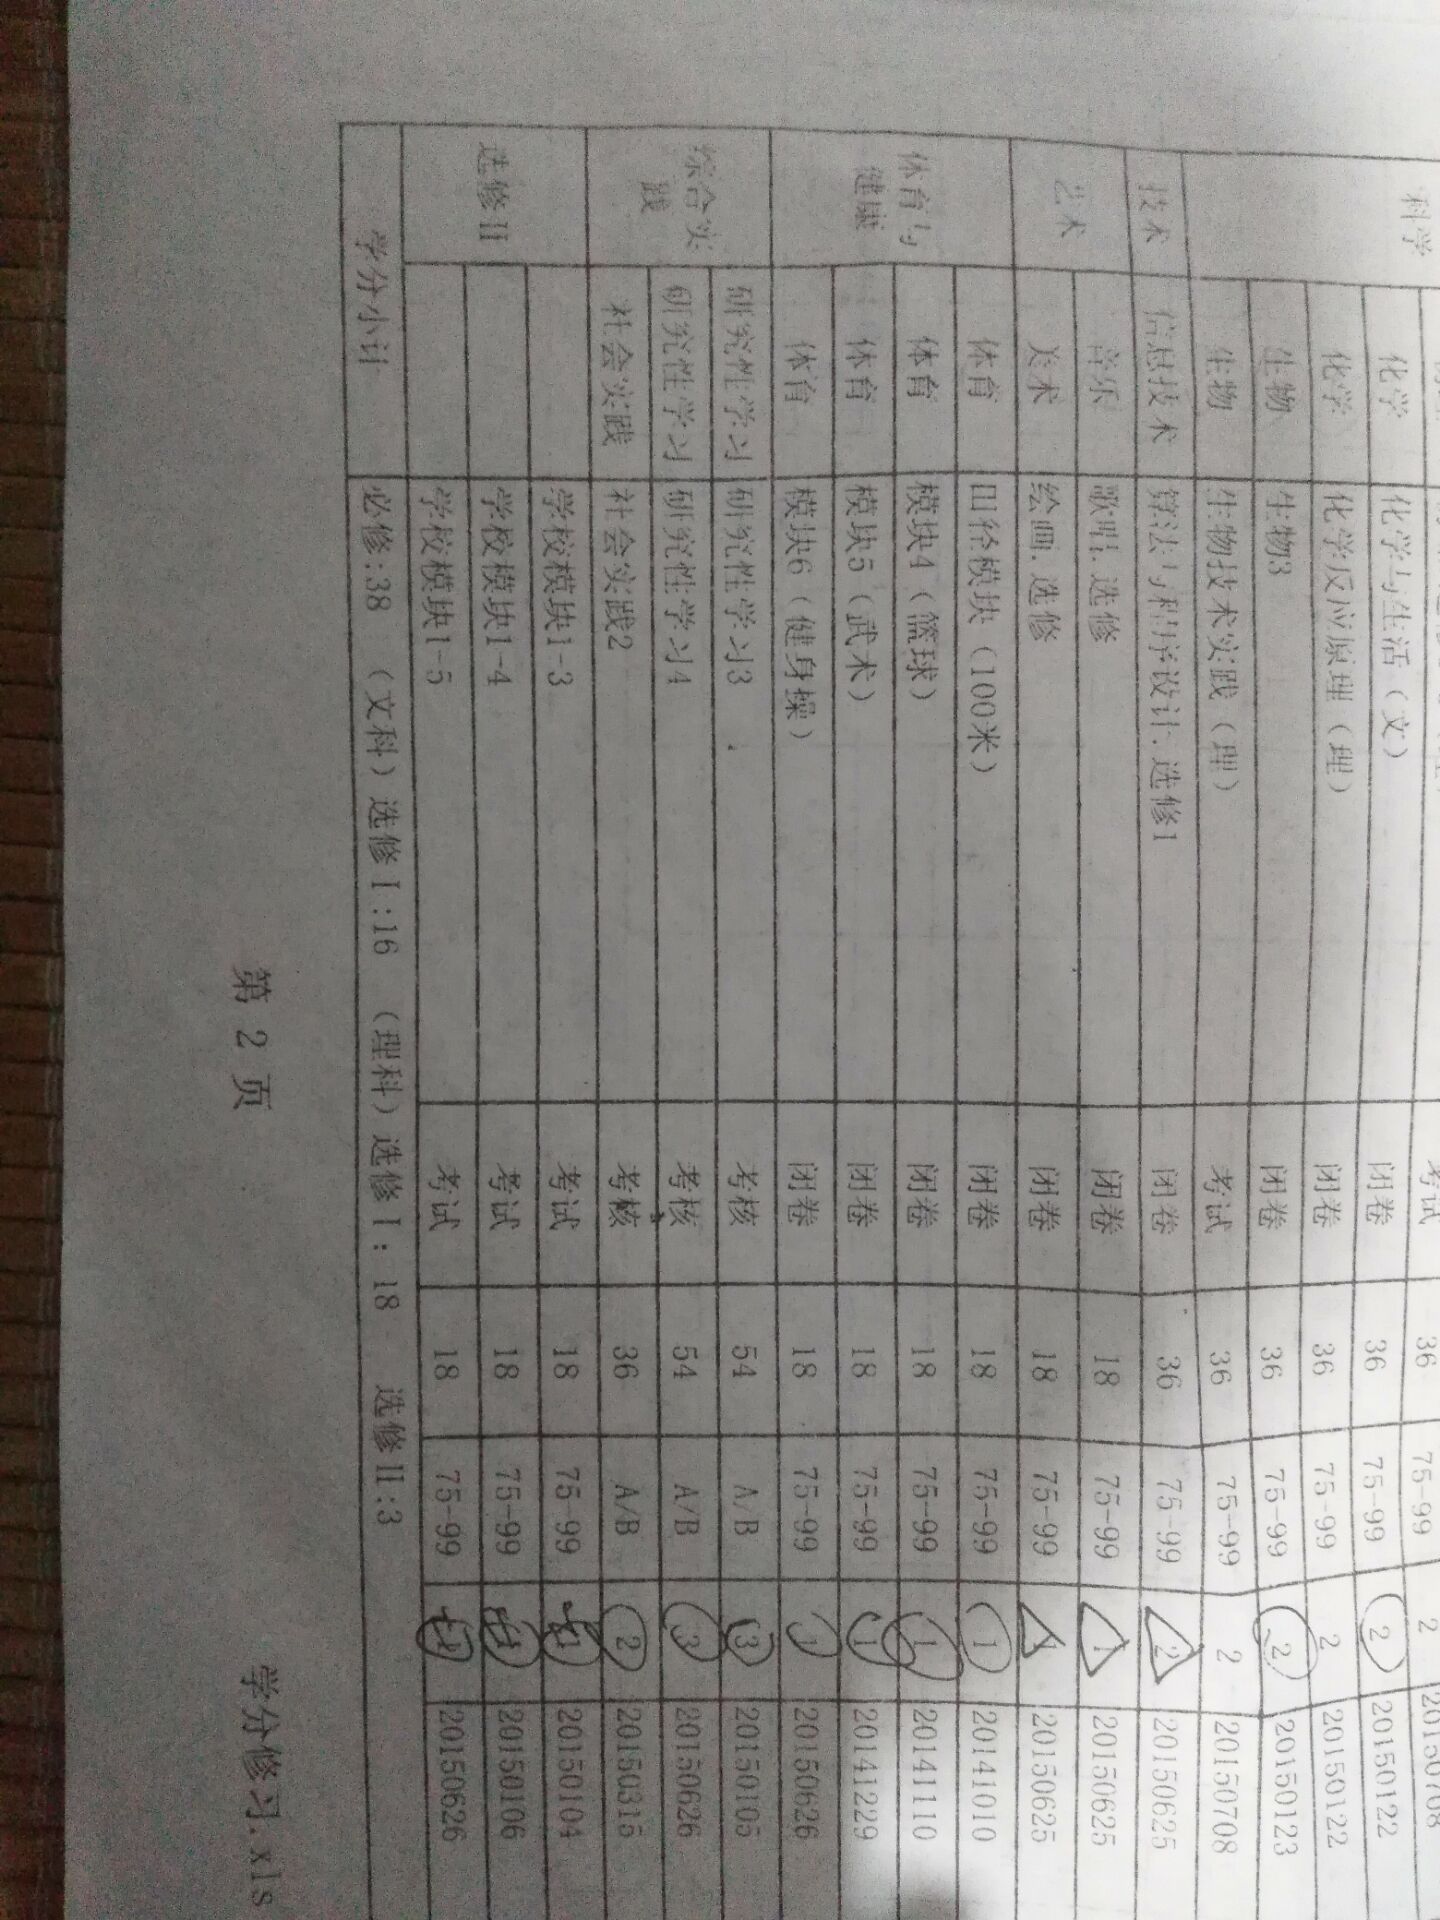 考试 36 75-99 2 20150708
科学 化学 化学与生活（文） 闭卷 36 75-99 2 20150122
化学 化学反应原理（理） 闭卷 36 75-99 2 20150122
生物 生物3 闭卷 36 75-99 2 20150123
生物 生物技术实践（理） 考试 36 75-99 2 20150708
技术 信息技术 算法与程序设计.选修1 闭卷 36 75-99 2 20150625
艺术 音乐 歌唱.选修 闭卷 18 75-99 1 20150625
美术 绘画.选修 闭卷 18 75-99 1 20150625
体育与健康 体育 田径模块（100米） 闭卷 18 75-99 1 20141010
体育 模块4（篮球） 闭卷 18 75-99 1 20141110
体育 模块5（武术） 闭卷 18 75-99 1 20141229
体育 模块6（健身操） 闭卷 18 75-99 1 20150626
综合实践 研究性学习 研究性学习3 考核 54 A/B 3 20150105
研究性学习 研究性学习4 考核 54 A/B 3 20150626
社会实践 社会实践2 考核 36 A/B 2 20150315
选修II 学校模块1-3 考试 18 75-99 1 20150104
学校模块1-4 考试 18 75-99 1 20150106
学校模块1-5 考试 18 75-99 1 20150626
学分小计 必修:38 （文科）选修I:16 （理科）选修I: 18 选修II:3
第 2 页
学分修习.xls